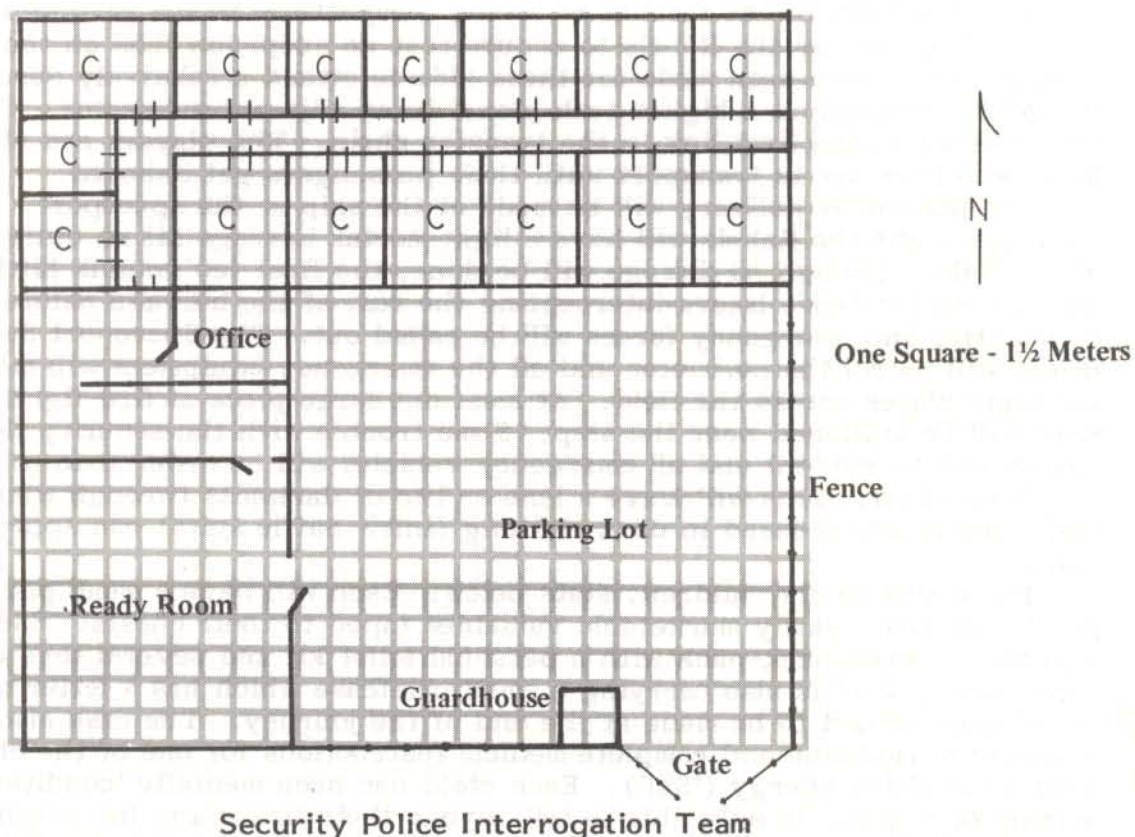 C C C C C C C
C
C C C C C C C
N
Office
One Square - 1½ Meters
Fence
Parking Lot
Ready Room
Guardhouse
Gate
Security Police Interrogation Team